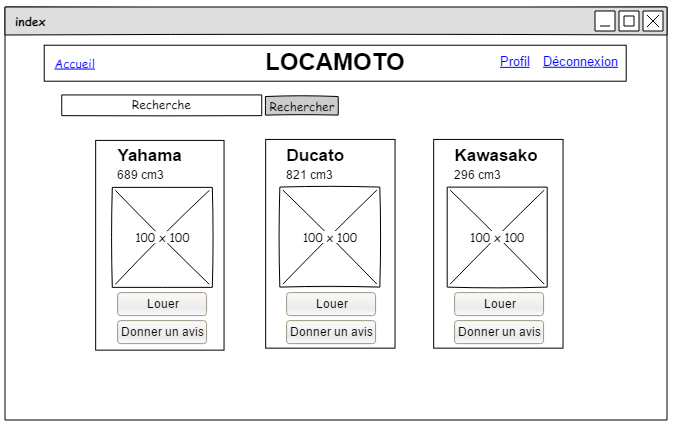 index
Accueil
LOCAMOTO
Profil
Déconnexion
Recherche
Rechercher
Yahama
689 cm3
100 x 100
Louer
Donner un avis
Ducato
821 cm3
100 x 100
Louer
Donner un avis
Kawasako
296 cm3
100 x 100
Louer
Donner un avis